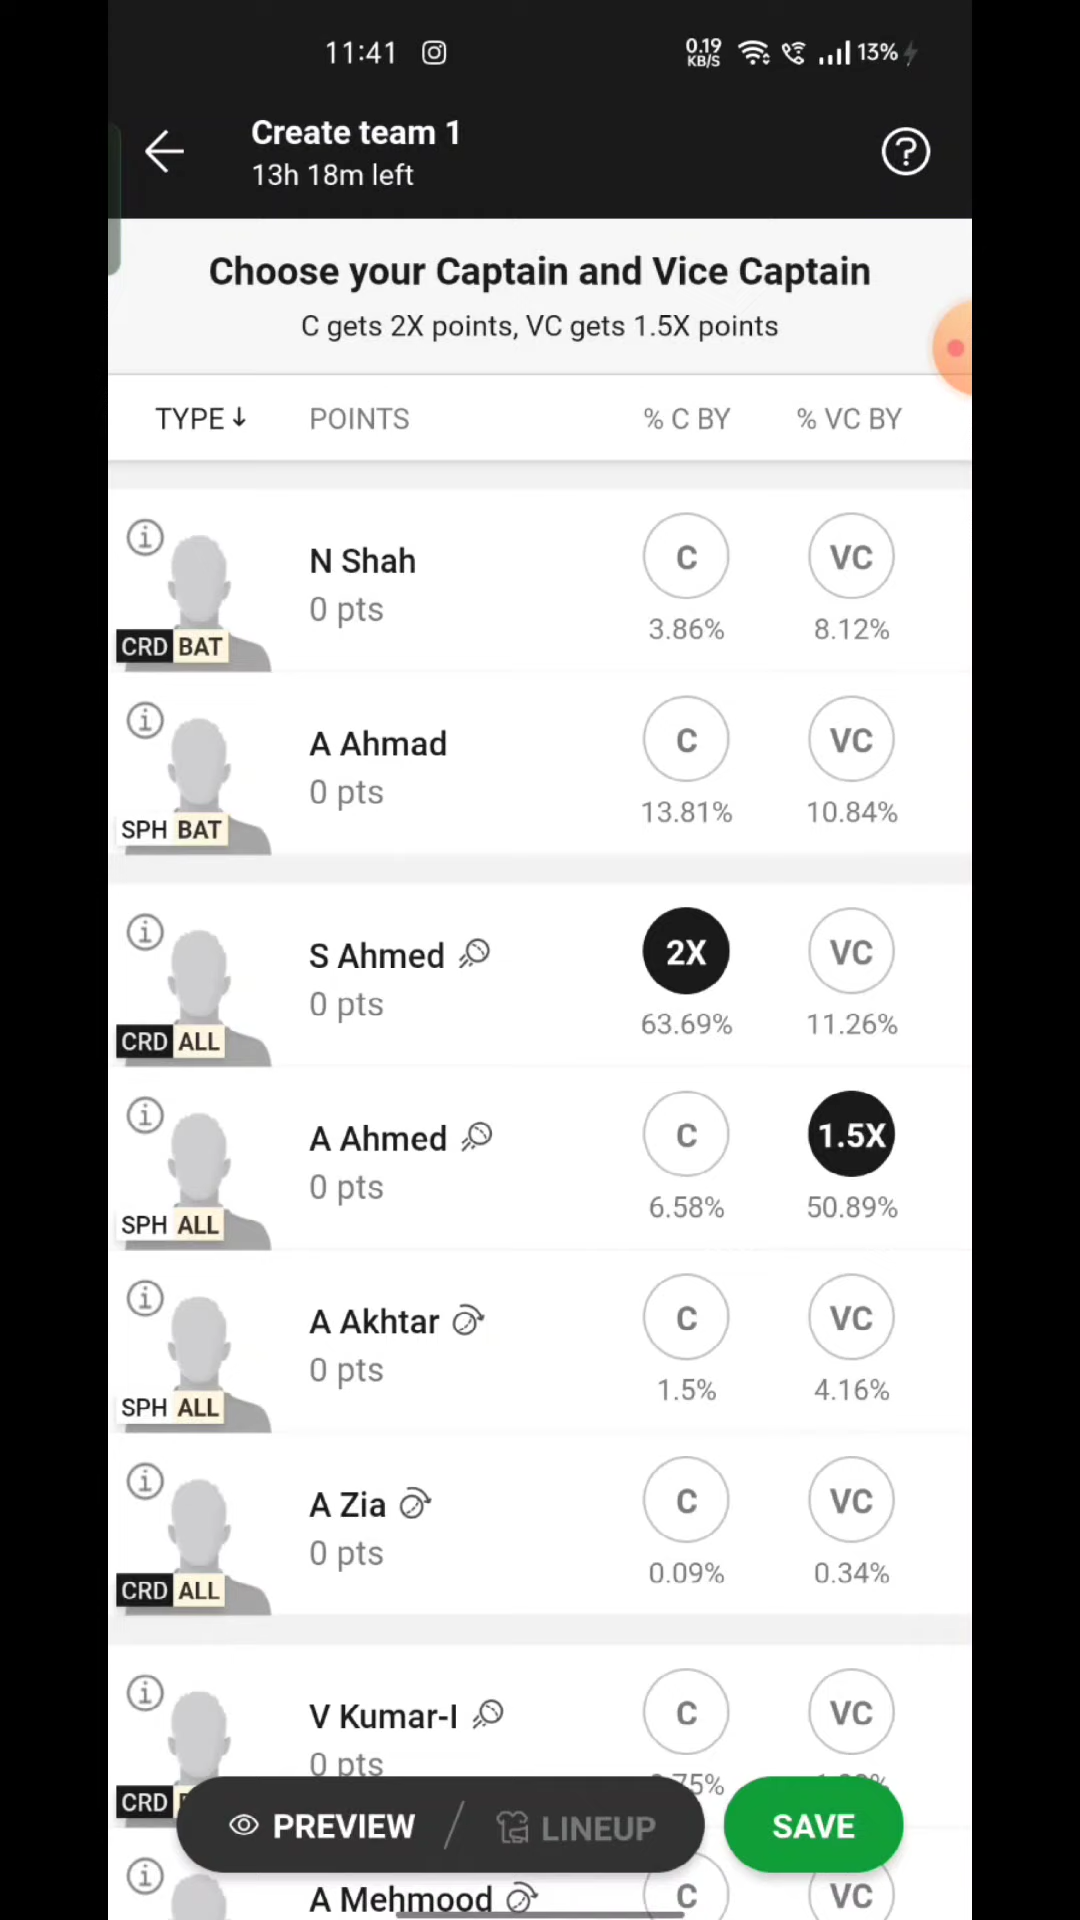 11:41
0.19 KB/S
13%
Create team 1
13h 18m left
Choose your Captain and Vice Captain
C gets 2X points, VC gets 1.5X points
TYPE POINTS % C BY % VC BY
N Shah
0 pts
CRD BAT
C
VC
3.86%
8.12%
A Ahmad
0 pts
SPH BAT
C
VC
13.81%
10.84%
S Ahmed
0 pts
CRD ALL
2X
VC
63.69%
11.26%
A Ahmed
0 pts
SPH ALL
C
1.5X
6.58%
50.89%
A Akhtar
0 pts
SPH ALL
C
VC
1.5%
4.16%
A Zia
0 pts
CRD ALL
C
VC
0.09%
0.34%
V Kumar-I
0 pts
CRD
C
VC
PREVIEW / LINEUP
SAVE
A Mehmood
C
VC